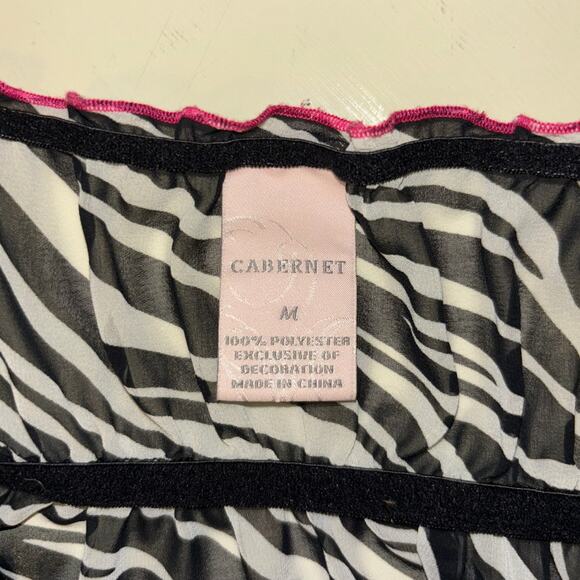 CABERNET
M
100% POLYESTER
EXCLUSIVE OF
DECORATION
MADE IN CHINA